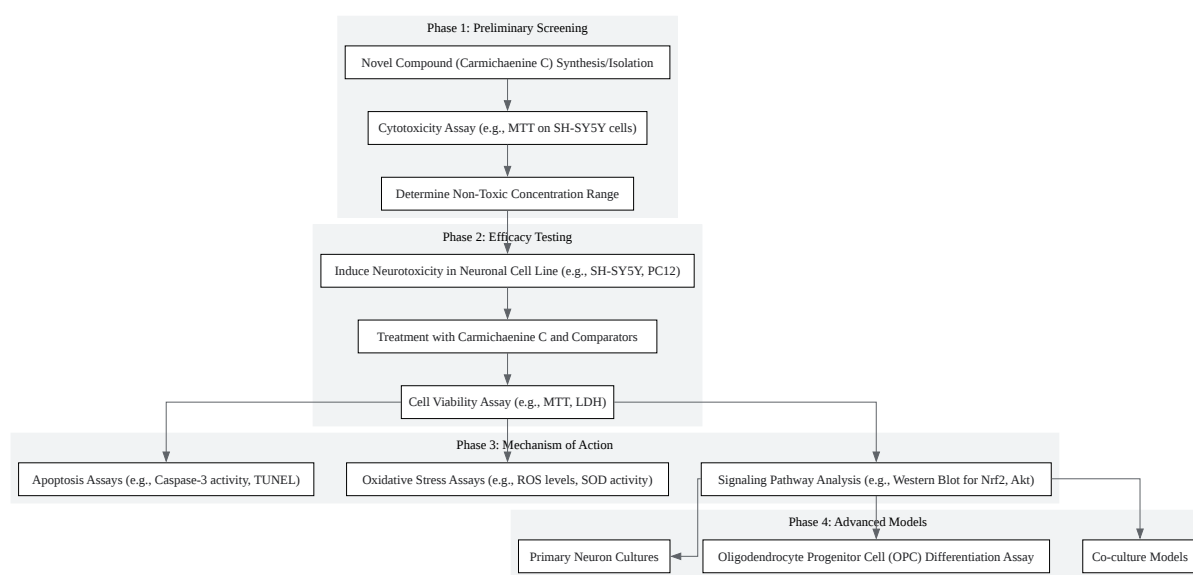 Phase 1: Preliminary Screening
Novel Compound (Carmichaenine C) Synthesis/Isolation
Cytotoxicity Assay (e.g., MTT on SH-SY5Y cells)
Determine Non-Toxic Concentration Range
Phase 2: Efficacy Testing
Induce Neurotoxicity in Neuronal Cell Line (e.g., SH-SY5Y, PC12)
Treatment with Carmichaenine C and Comparators
Cell Viability Assay (e.g., MTT, LDH)
Phase 3: Mechanism of Action
Apoptosis Assays (e.g., Caspase-3 activity, TUNEL)
Oxidative Stress Assays (e.g., ROS levels, SOD activity)
Signaling Pathway Analysis (e.g., Western Blot for Nrf2, Akt)
Phase 4: Advanced Models
Primary Neuron Cultures
Oligodendrocyte Progenitor Cell (OPC) Differentiation Assay
Co-culture Models